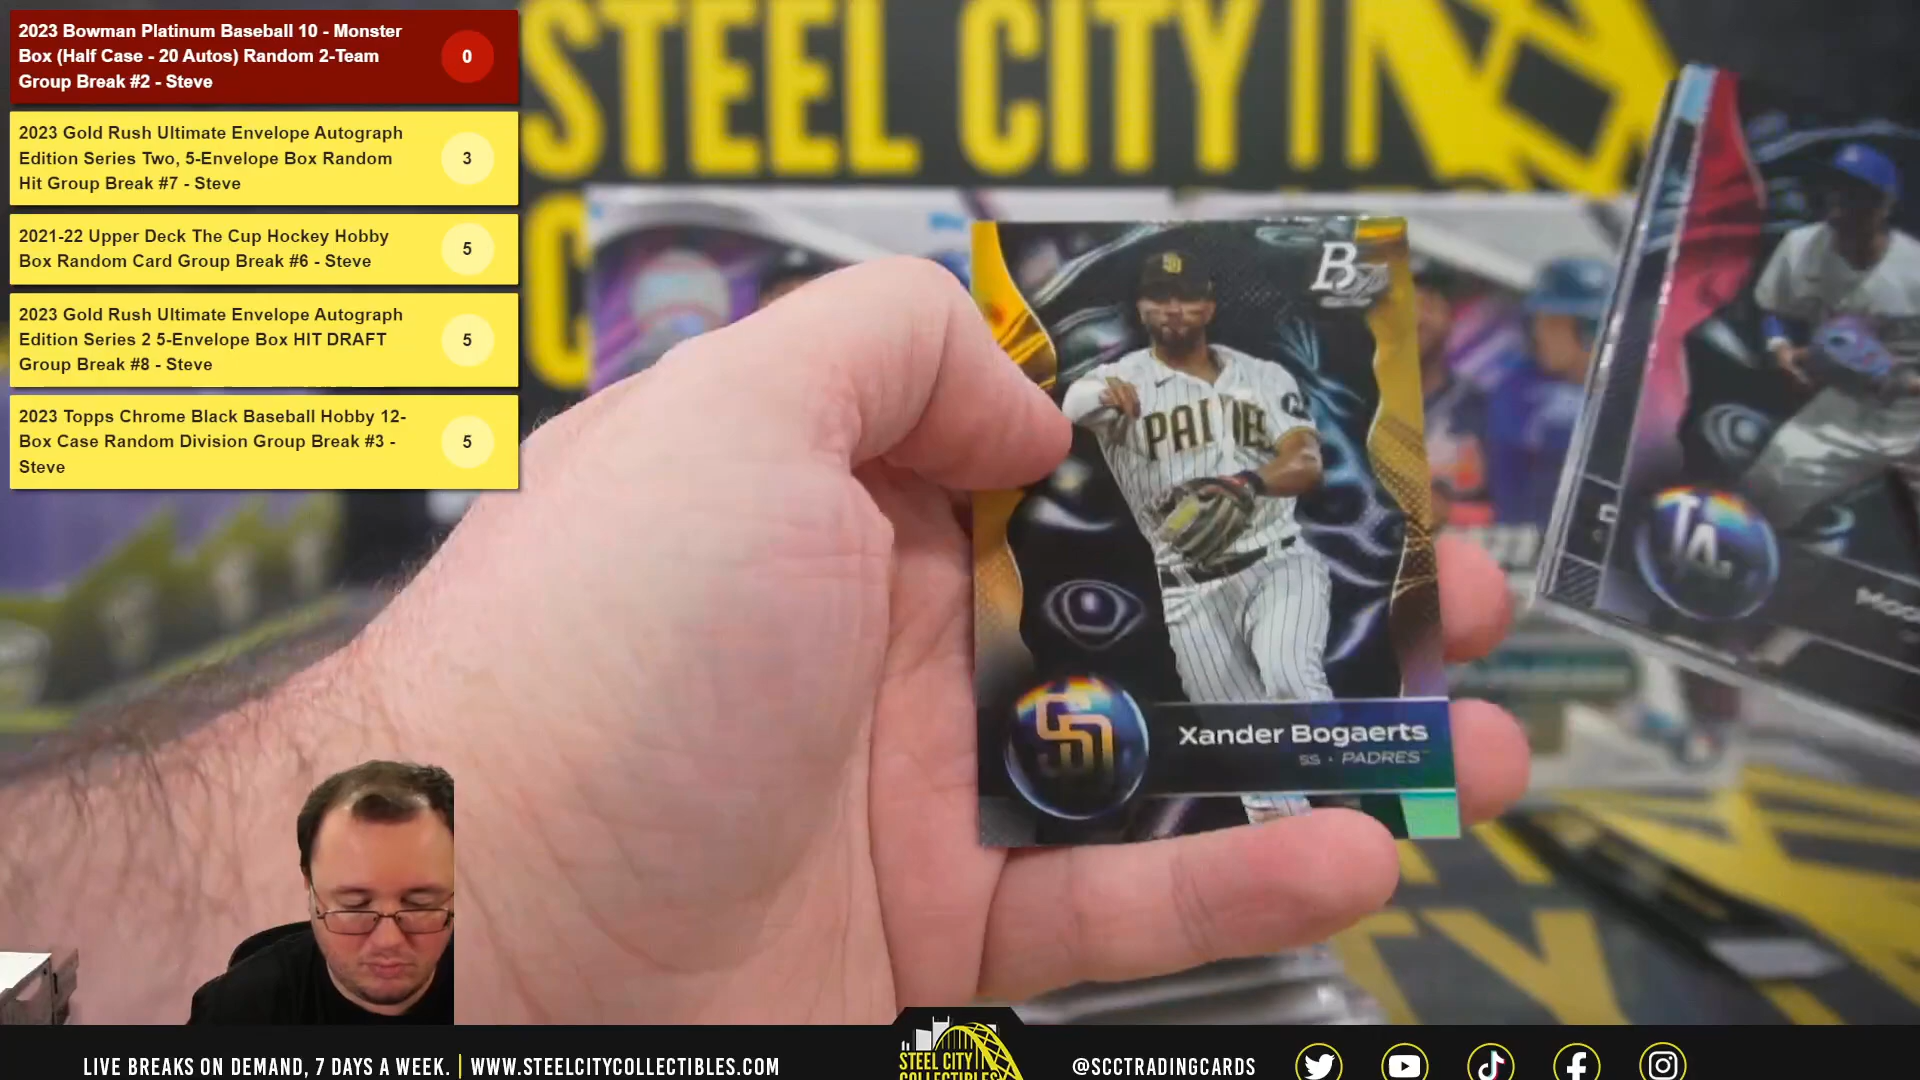 2023 Bowman Platinum Baseball 10 - Monster
Box (Half Case - 20 Autos) Random 2-Team
Group Break #2 - Steve
0
2023 Gold Rush Ultimate Envelope Autograph
Edition Series Two, 5-Envelope Box Random
Hit Group Break #7 - Steve
3
2021-22 Upper Deck The Cup Hockey Hobby
Box Random Card Group Break #6 - Steve
5
2023 Gold Rush Ultimate Envelope Autograph
Edition Series 2 5-Envelope Box HIT DRAFT
Group Break #8 - Steve
5
2023 Topps Chrome Black Baseball Hobby 12-
Box Case Random Division Group Break #3 -
Steve
5
STEEL CITY
B
SD
PADRES
SD
Xander Bogaerts
SS · PADRES
LA
LIVE BREAKS ON DEMAND, 7 DAYS A WEEK. | WWW.STEELCITYCOLLECTIBLES.COM
STEEL CITY
COLLECTIBLES
@SCCTRADINGCARDS